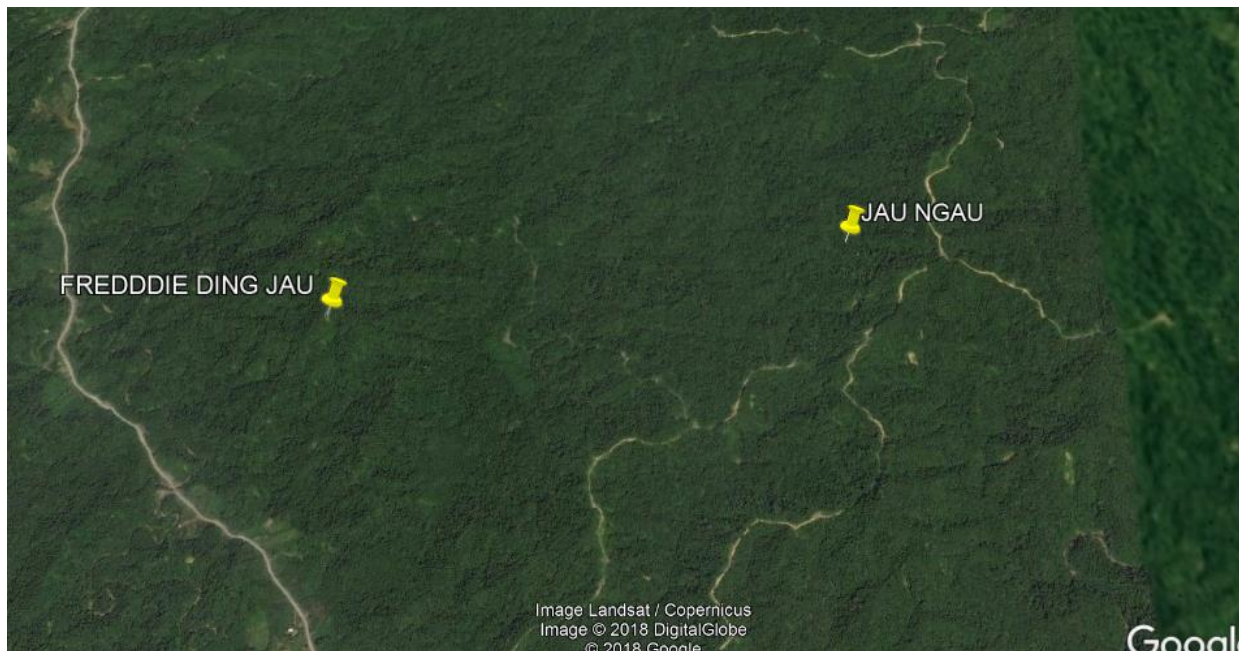 JAU NGAU
FREDDDIE DING JAU
Image Landsat / Copernicus
Image © 2018 DigitalGlobe
© 2018 Google
Google